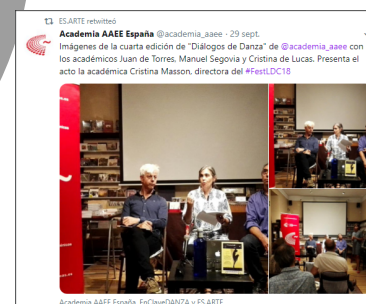 ES.ARTE retwitteó
Academia AAEE España @academia_aaee · 29 sept.
Imágenes de la cuarta edición de "Diálogos de Danza" de @academia_aaee con
los académicos Juan de Torres, Manuel Segovia y Cristina de Lucas. Presenta el
acto la académica Cristina Masson, directora del #FestLDC18
Academia AAEE España, EnClaveDANZA y ES.ARTE